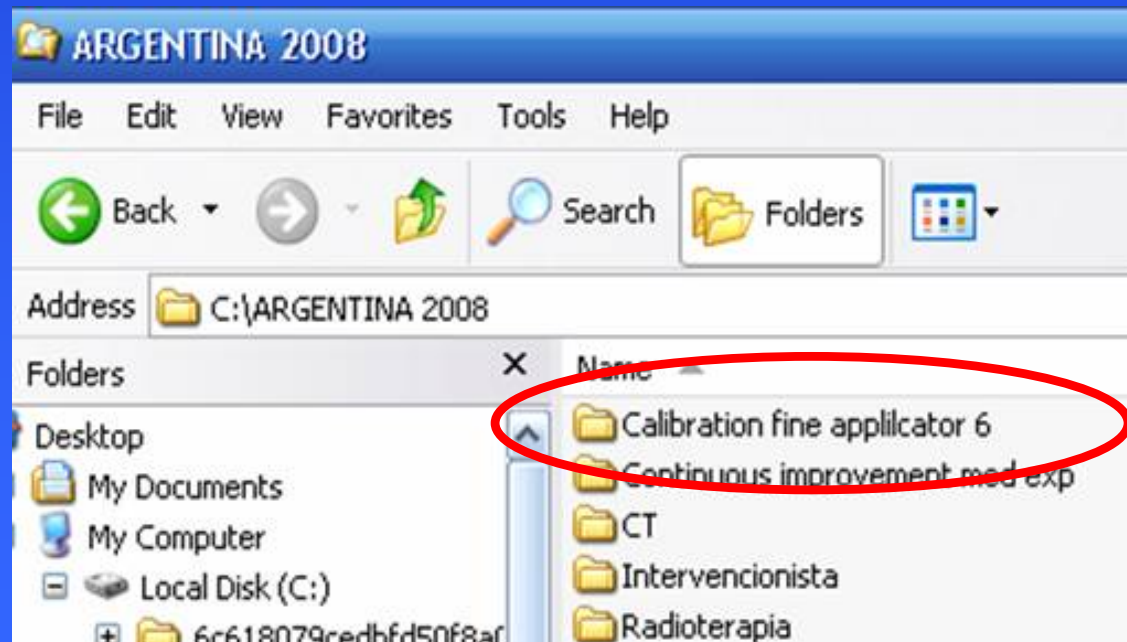 ARGENTINA 2008
File Edit View Favorites Tools Help
Back Search Folders
Address C:\ARGENTINA 2008
Folders
Name
Calibration fine applilcator 6
Desktop
Continuous improvement med exp
My Documents
CT
My Computer
Intervencionista
Local Disk (C:)
Radioterapia